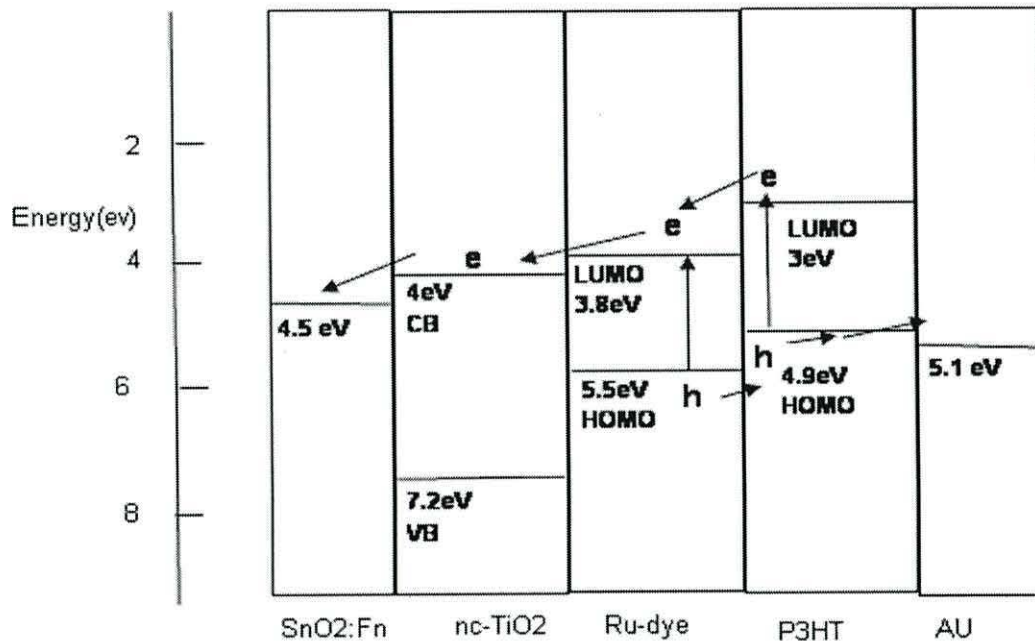 2
Energy(ev)
4
6
8
e
e
e
LUMO
3eV
4eV
CB
LUMO
3.8eV
4.5 eV
h
4.9eV
HOMO
5.1 eV
5.5eV
HOMO
h
7.2eV
VB
SnO2:Fn
nc-TiO2
Ru-dye
P3HT
AU